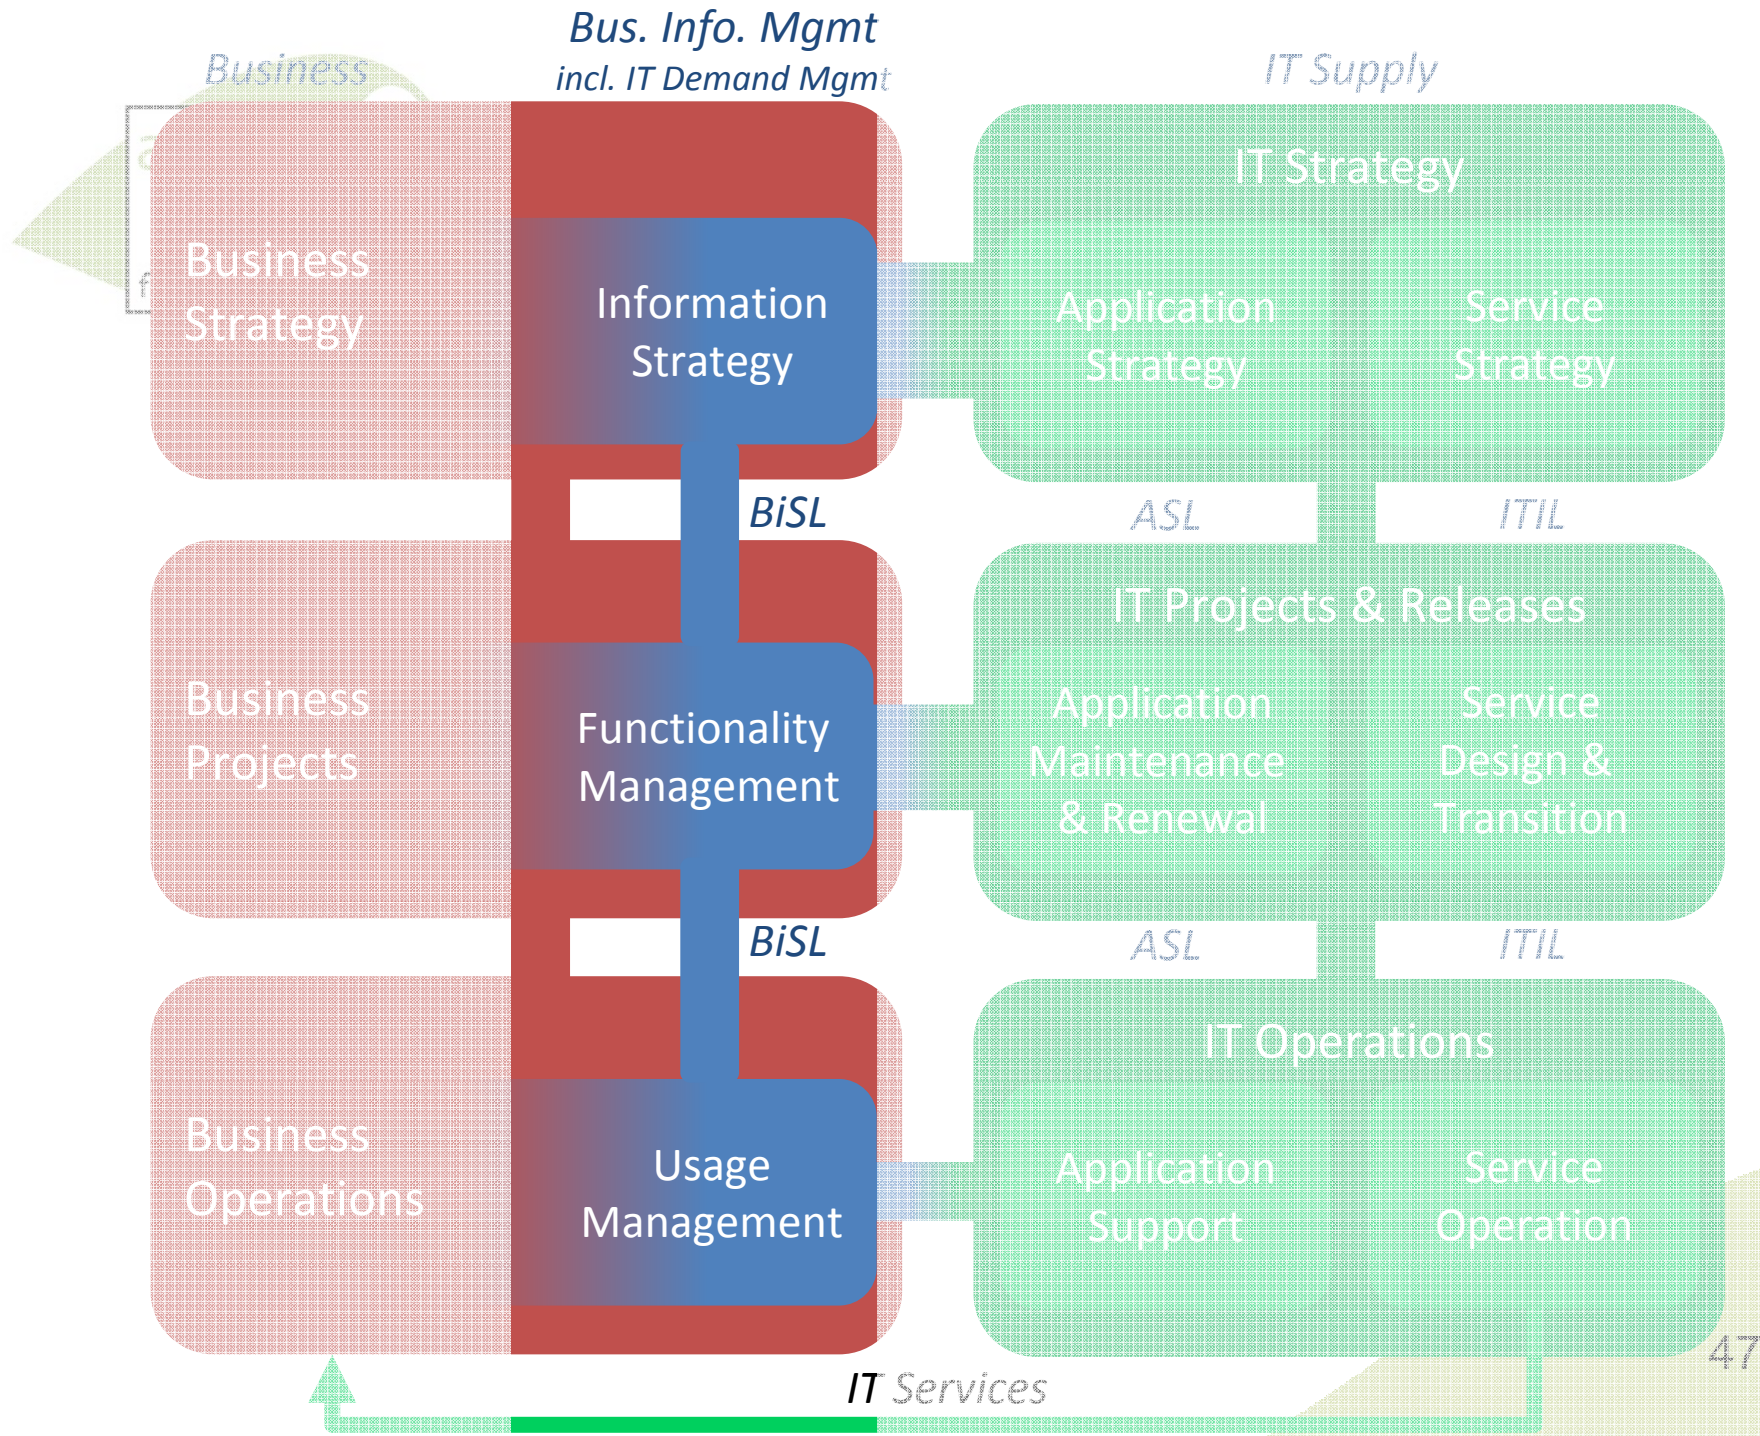 Bus. Info. Mgmt
incl. IT Demand Mgmt
Business
IT Supply
Business
Strategy
Information
Strategy
IT Strategy
Application
Strategy
Service
Strategy
BiSL
ASL
ITIL
Business
Projects
Functionality
Management
IT Projects & Releases
Application
Maintenance
& Renewal
Service
Design &
Transition
BiSL
ASL
ITIL
Business
Operations
Usage
Management
IT Operations
Application
Support
Service
Operation
IT Services
47